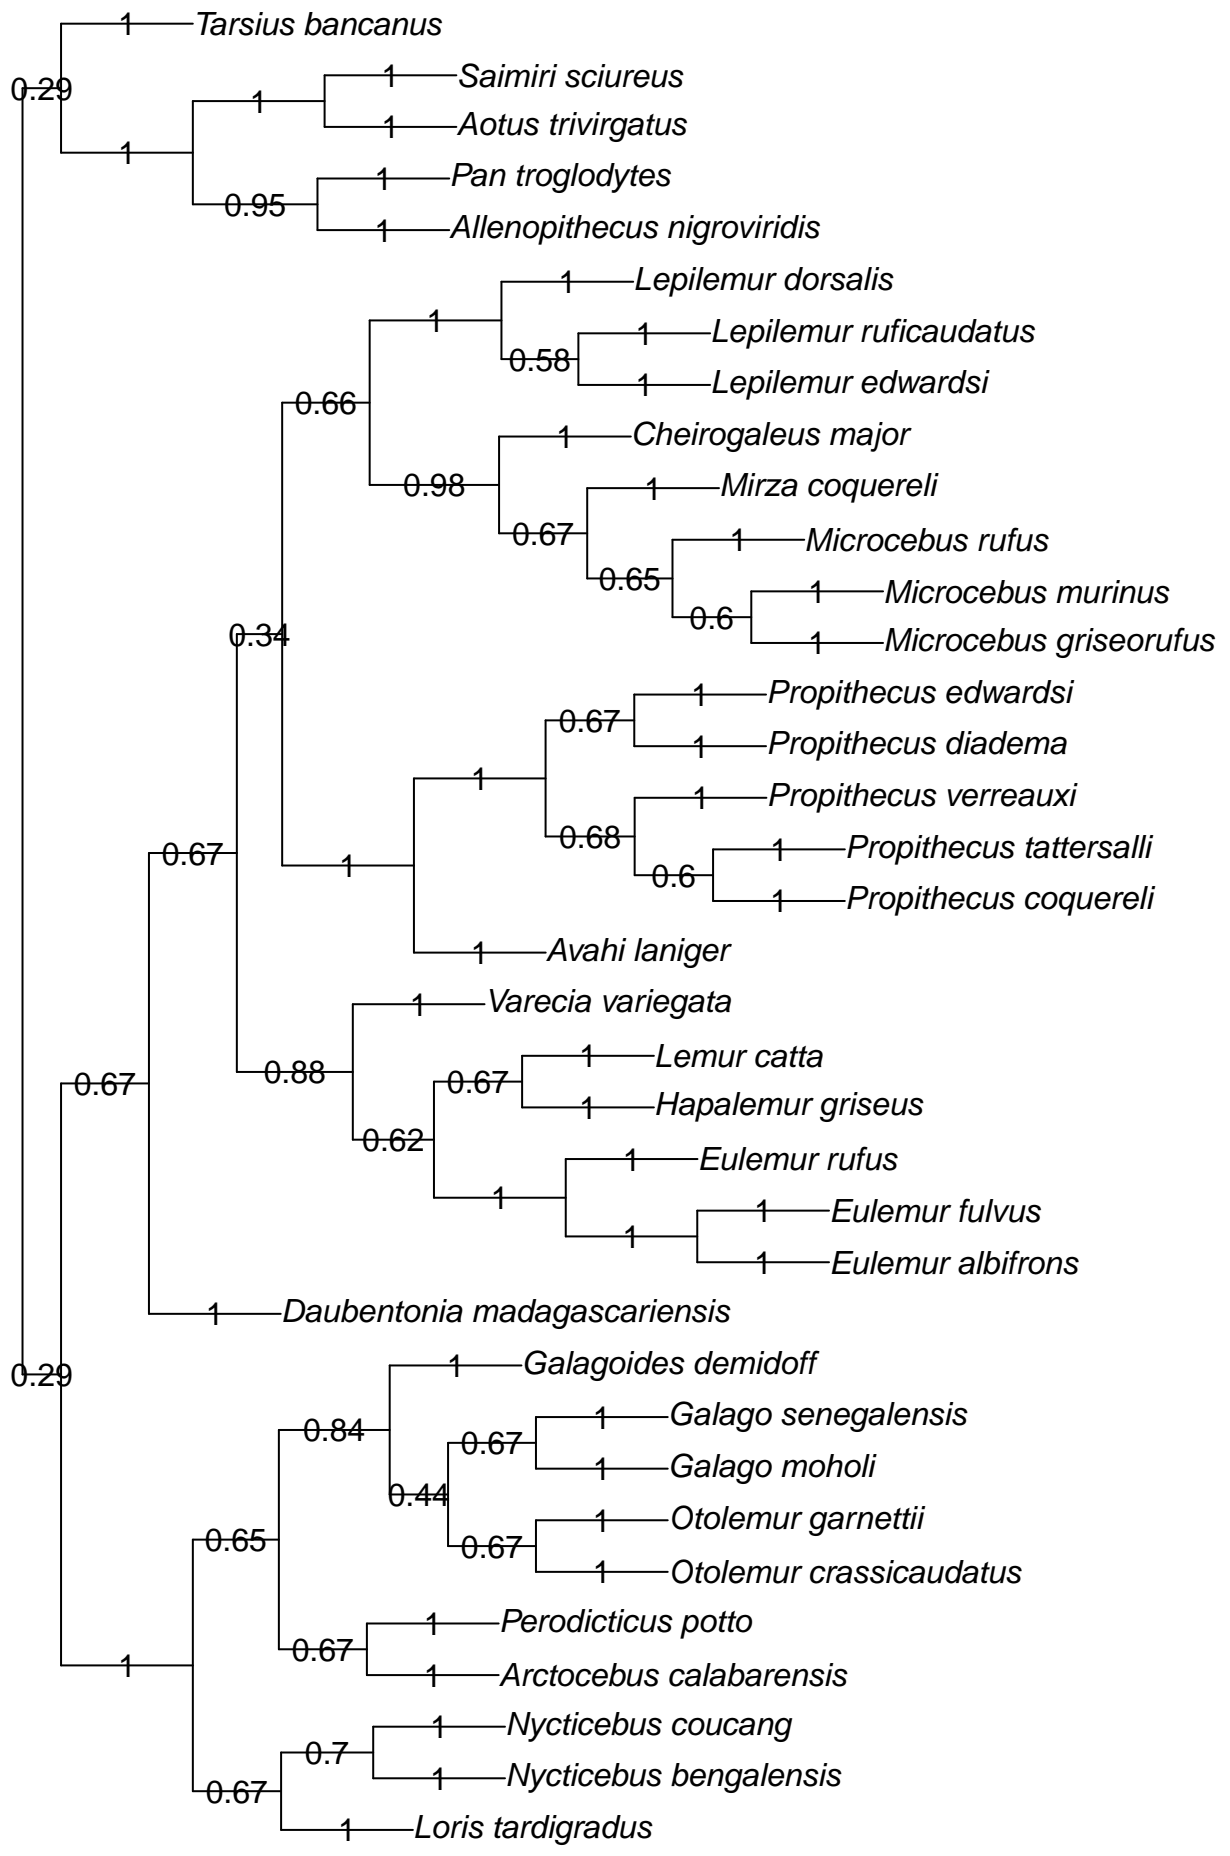 1 Tarsius bancanus
1 Saimiri sciureus
0.29
1
1 Aotus trivirgatus
1
1 Pan troglodytes
0.95
1 Allenopithecus nigroviridis
1 Lepilemur dorsalis
1
1 Lepilemur ruficaudatus
0.58
1 Lepilemur edwardsi
0.66
1 Cheirogaleus major
0.98
1 Mirza coquereli
0.67
1 Microcebus rufus
0.65
1 Microcebus murinus
0.6
0.34
1 Microcebus griseorufus
1 Propithecus edwardsi
0.67
1 Propithecus diadema
1
1 Propithecus verreauxi
0.68
1 Propithecus tattersalli
0.67
1
0.6
1 Propithecus coquereli
1 Avahi laniger
1 Varecia variegata
1 Lemur catta
0.88
0.67
0.67
1 Hapalemur griseus
0.62
1 Eulemur rufus
1
1 Eulemur fulvus
1
1 Eulemur albifrons
1 Daubentonia madagascariensis
1 Galagoides demidoff
0.29
1 Galago senegalensis
0.84
0.67
1 Galago moholi
0.44
1 Otolemur garnettii
0.65
0.67
1 Otolemur crassicaudatus
1 Perodicticus potto
0.67
1
1 Arctocebus calabarensis
1 Nycticebus coucang
0.7
1 Nycticebus bengalensis
0.67
1 Loris tardigradus